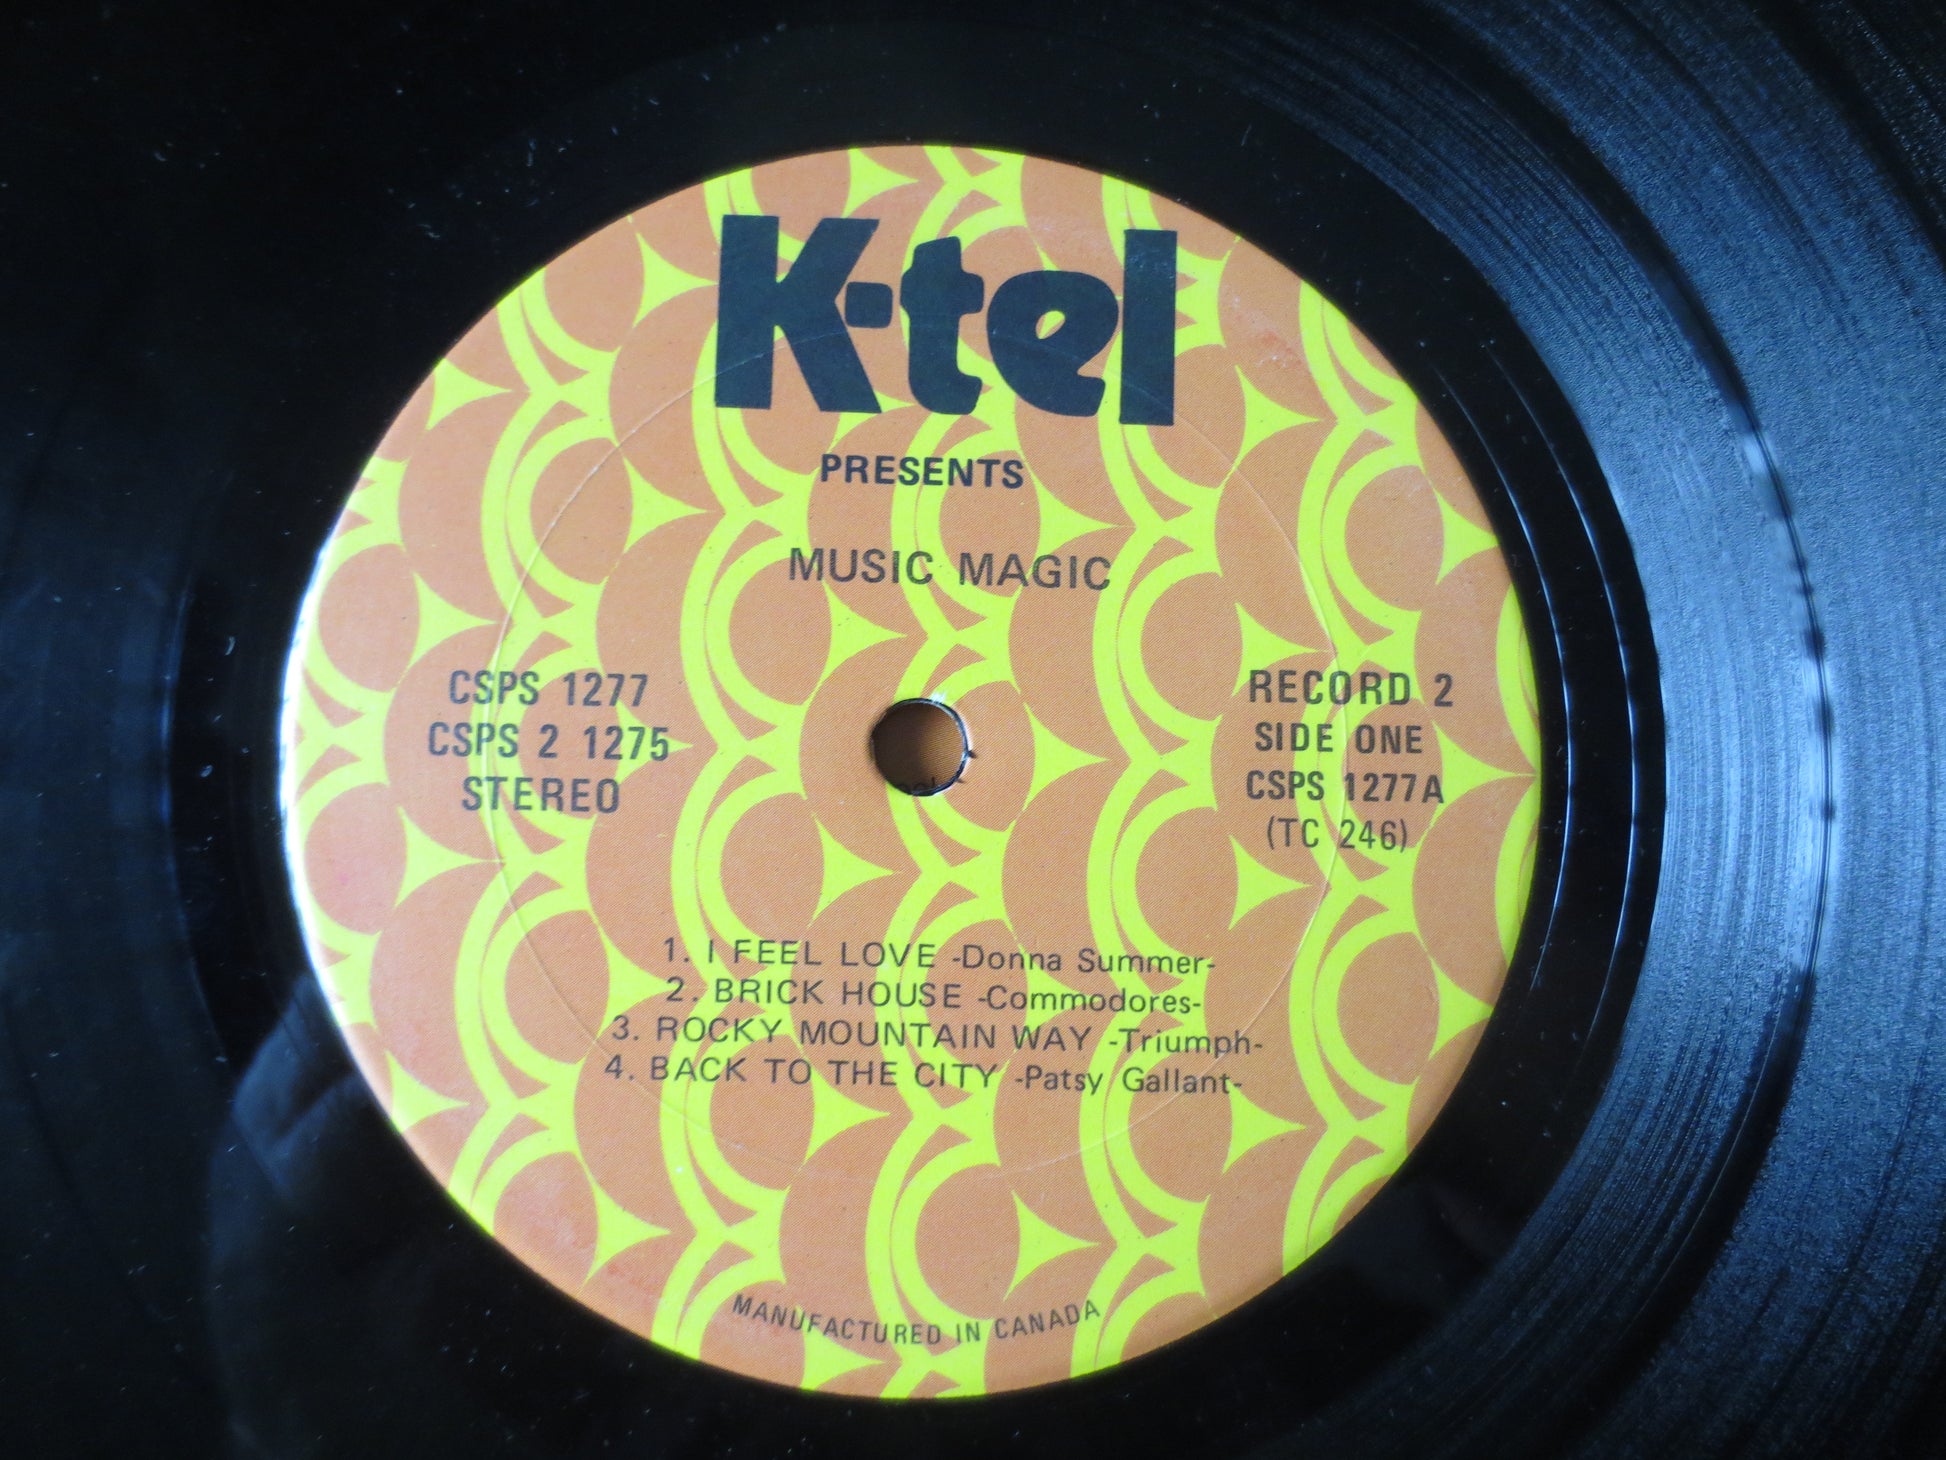 K-tel
PRESENTS
MUSIC MAGIC
CSPS 1277
CSPS 2 1275
STEREO
RECORD 2
SIDE ONE
CSPS 1277A
(TC 246)
1. I FEEL LOVE -Donna Summer-
2. BRICK HOUSE -Commodores-
3. ROCKY MOUNTAIN WAY -Triumph-
4. BACK TO THE CITY -Patsy Gallant-
MANUFACTURED IN CANADA